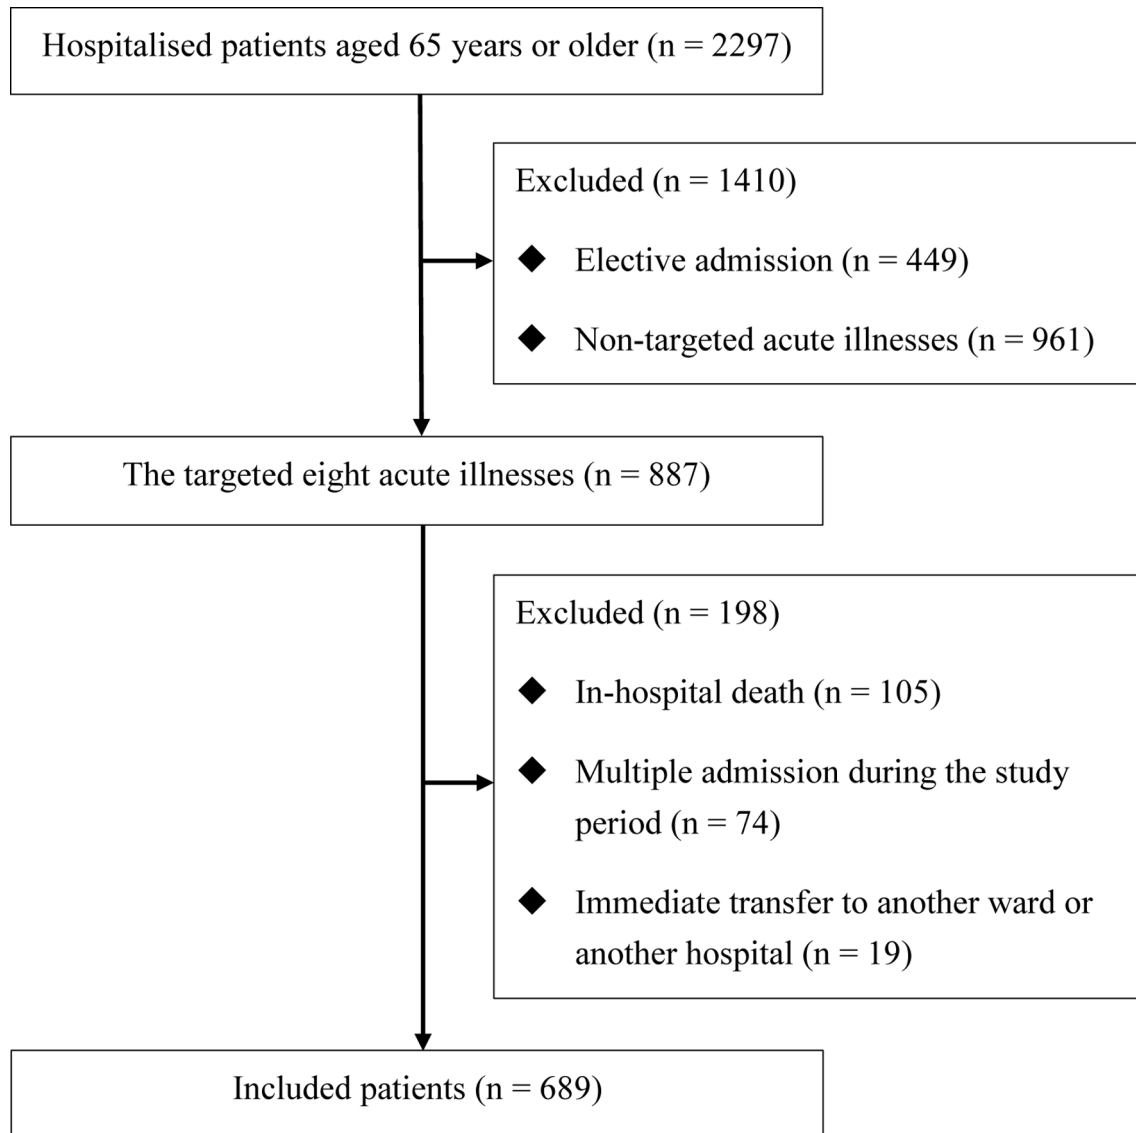 Hospitalised patients aged 65 years or older (n = 2297)
Excluded (n = 1410)
Elective admission (n = 449)
Non-targeted acute illnesses (n = 961)
The targeted eight acute illnesses (n = 887)
Excluded (n = 198)
In-hospital death (n = 105)
Multiple admission during the study
period (n = 74)
Immediate transfer to another ward or
another hospital (n = 19)
Included patients (n = 689)